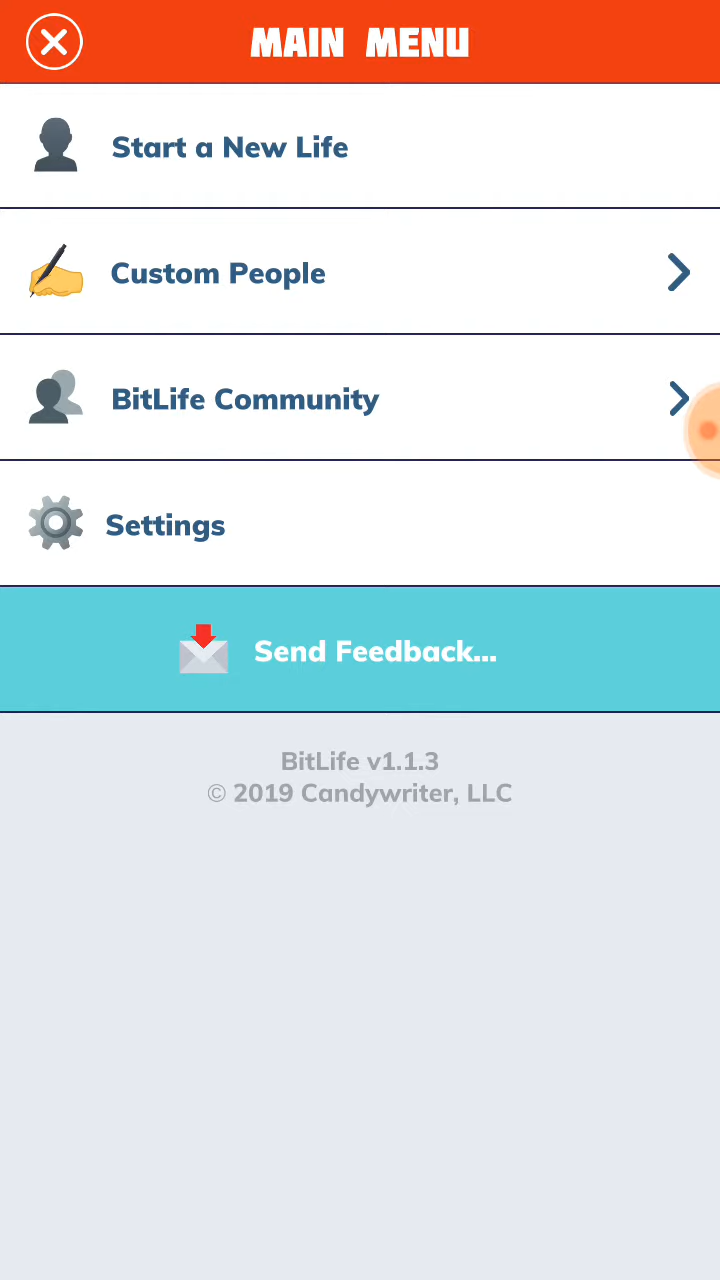 MAIN MENU
Start a New Life
Custom People
BitLife Community
Settings
Send Feedback...
BitLife v1.1.3
© 2019 Candywriter, LLC